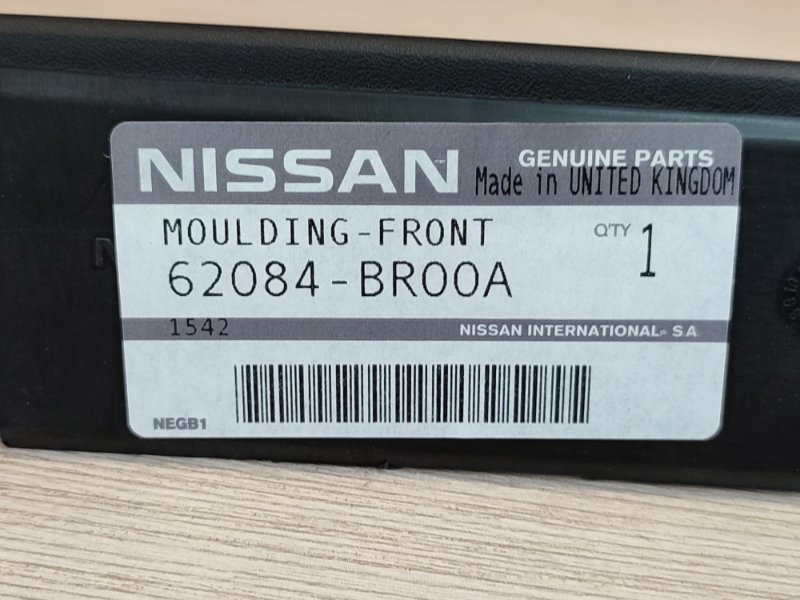 NISSAN
GENUINE PARTS
Made in UNITED KINGDOM
MOULDING-FRONT
QTY 1
62084-BR00A
1542
NISSAN INTERNATIONAL S.A.
NEGB1